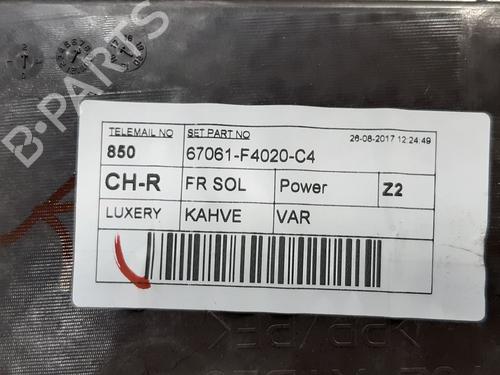 B-PARTS
TELEMAIL NO SET PART NO 26-08-2017 12:24:49
850 67061-F4020-C4
CH-R FR SOL Power Z2
LUXERY KAHVE VAR